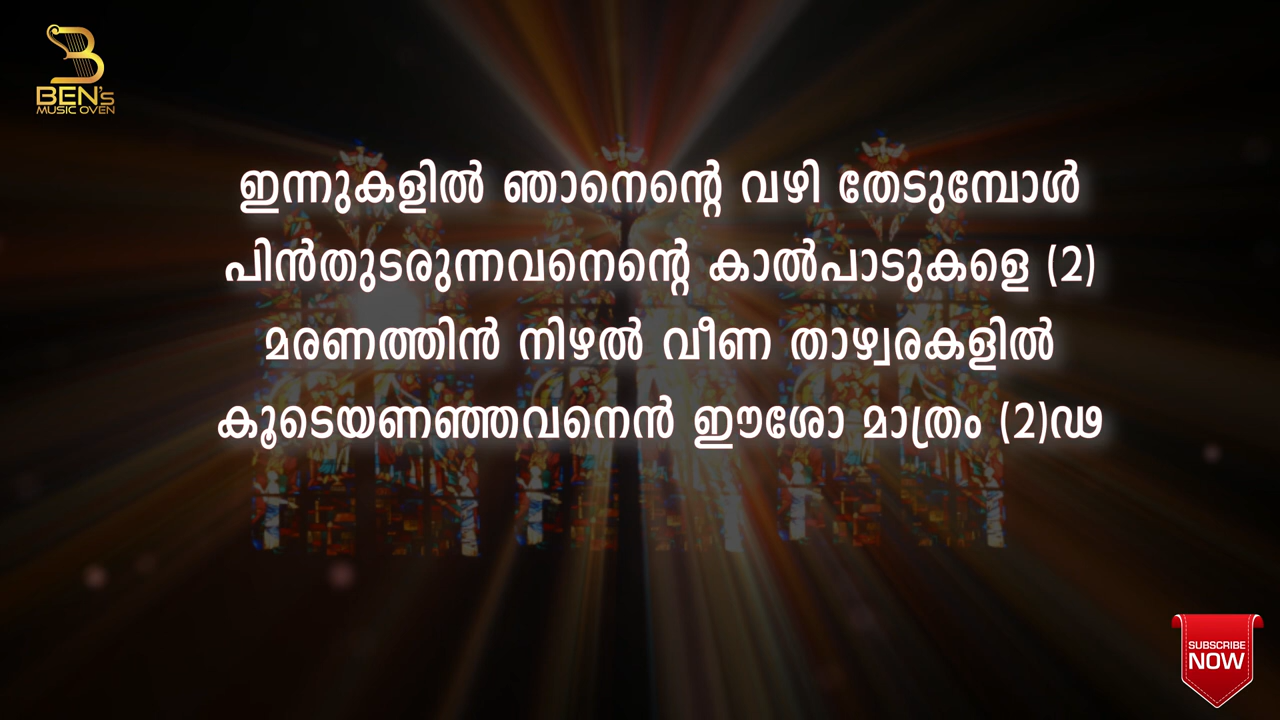 BEN's
MUSIC OVEN
ഇന്നുകളിൽ ഞാനെന്റെ വഴി തേടുമ്പോൾ
പിൻതുടരുന്നവനെന്റെ കാൽപാടുകളെ (2)
മരണത്തിൻ നിഴൽ വീണ താഴ്വരകളിൽ
കൂടെയണഞ്ഞവനെൻ ഈശോ മാത്രം (2)ഢ
SUBSCRIBE
NOW